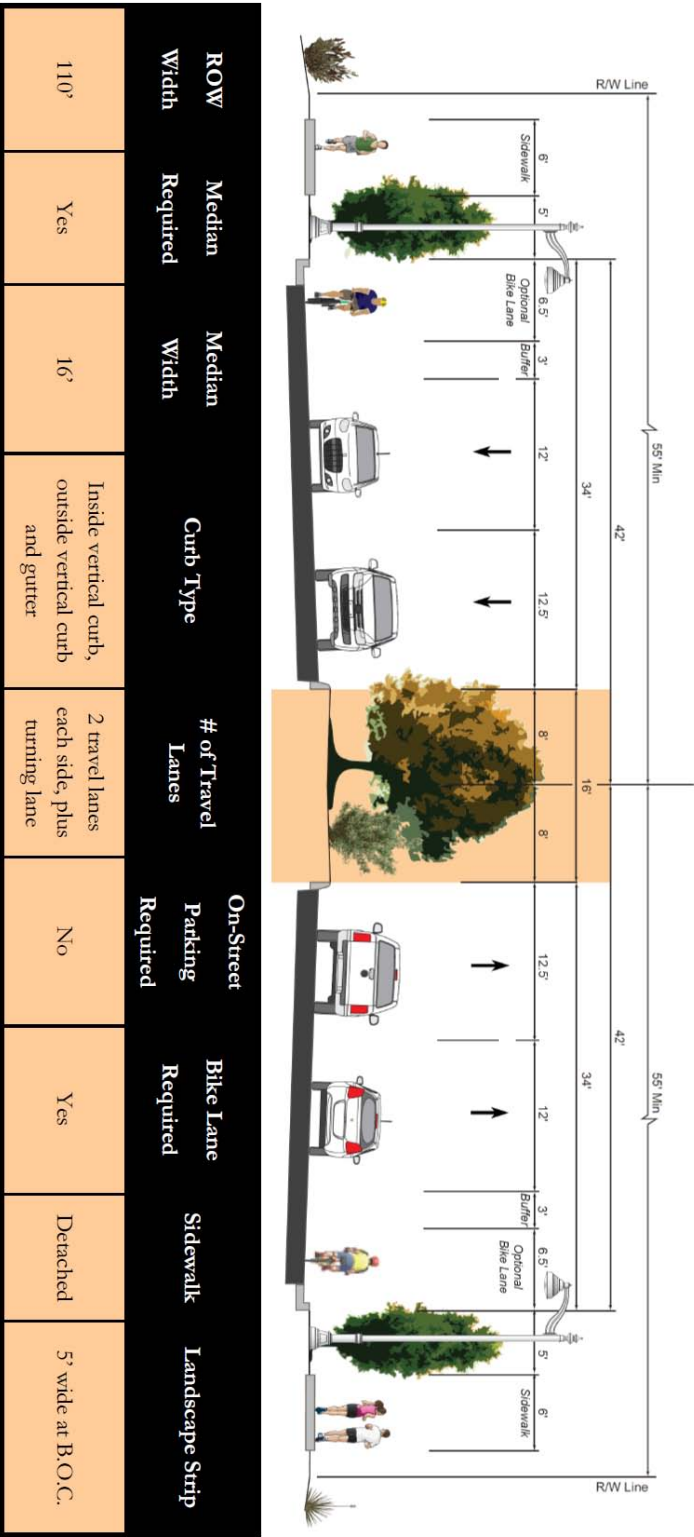 R/W Line
R/W Line
55' Min
55' Min
42'
42'
34'
16'
34'
6'
5'
6.5'
3'
12'
12.5'
8'
8'
12.5'
12'
3'
6.5'
5'
6'
Sidewalk
Optional
Bike Lane
Buffer
Buffer
Optional
Bike Lane
Sidewalk
ROW
Width
Median
Required
Median
Width
Curb Type
# of Travel
Lanes
On-Street
Parking
Required
Bike Lane
Required
Sidewalk
Landscape Strip
110’
Yes
16’
Inside vertical curb,
outside vertical curb
and gutter
2 travel lanes
each side, plus
turning lane
No
Yes
Detached
5’ wide at B.O.C.